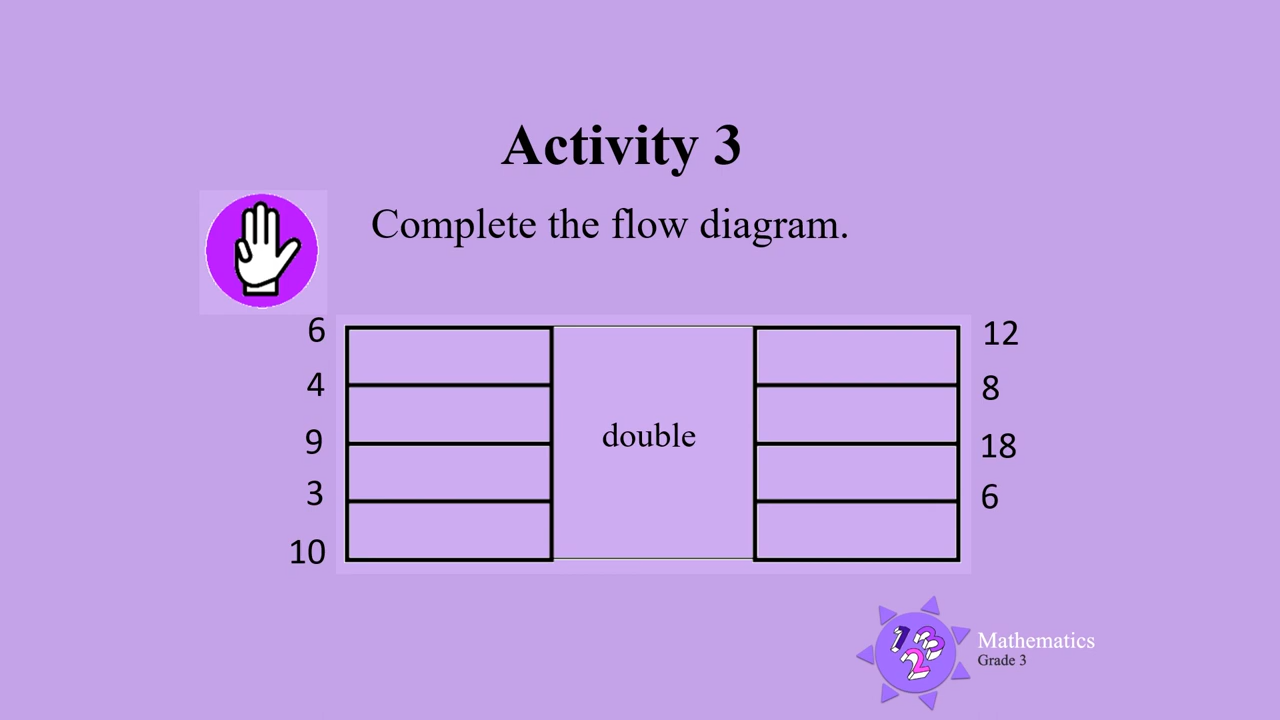 Activity 3
Complete the flow diagram.
6 12
4 8
double
9 18
3 6
10
123
Mathematics
Grade 3